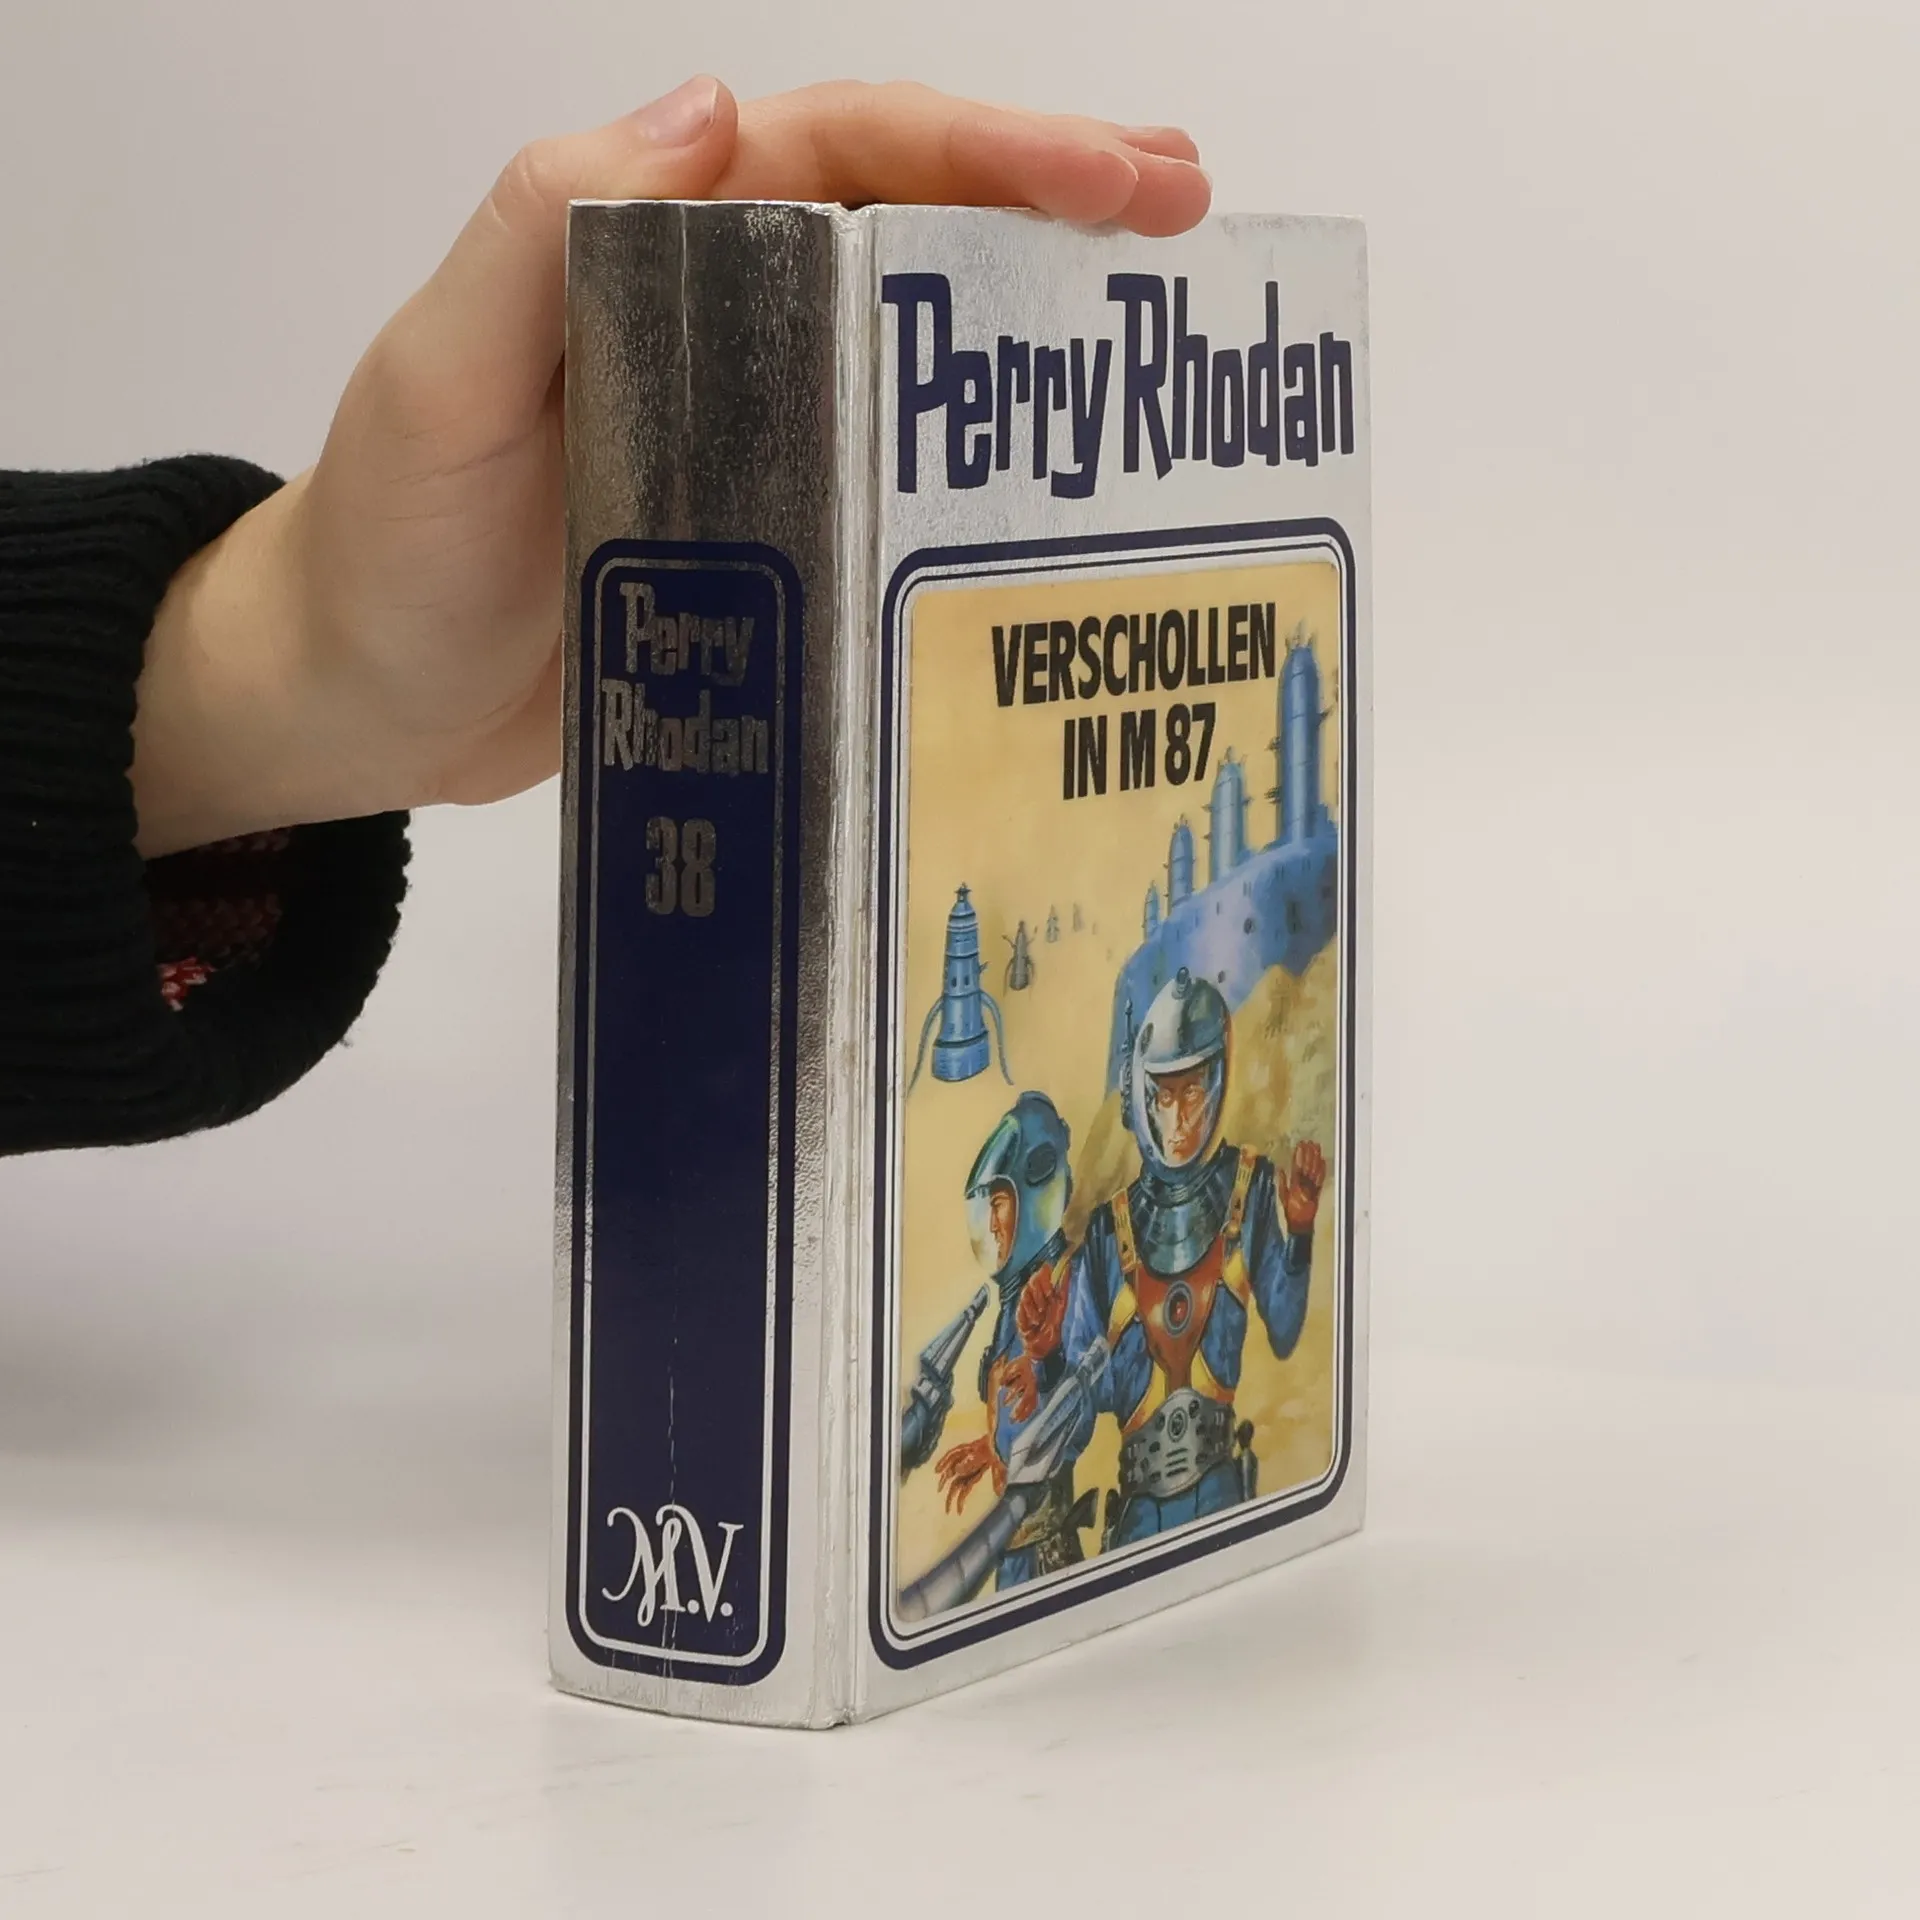 Perry Rhodan
VERSCHOLLEN
IN M 87
Perry
Rhodan
38
M.V.